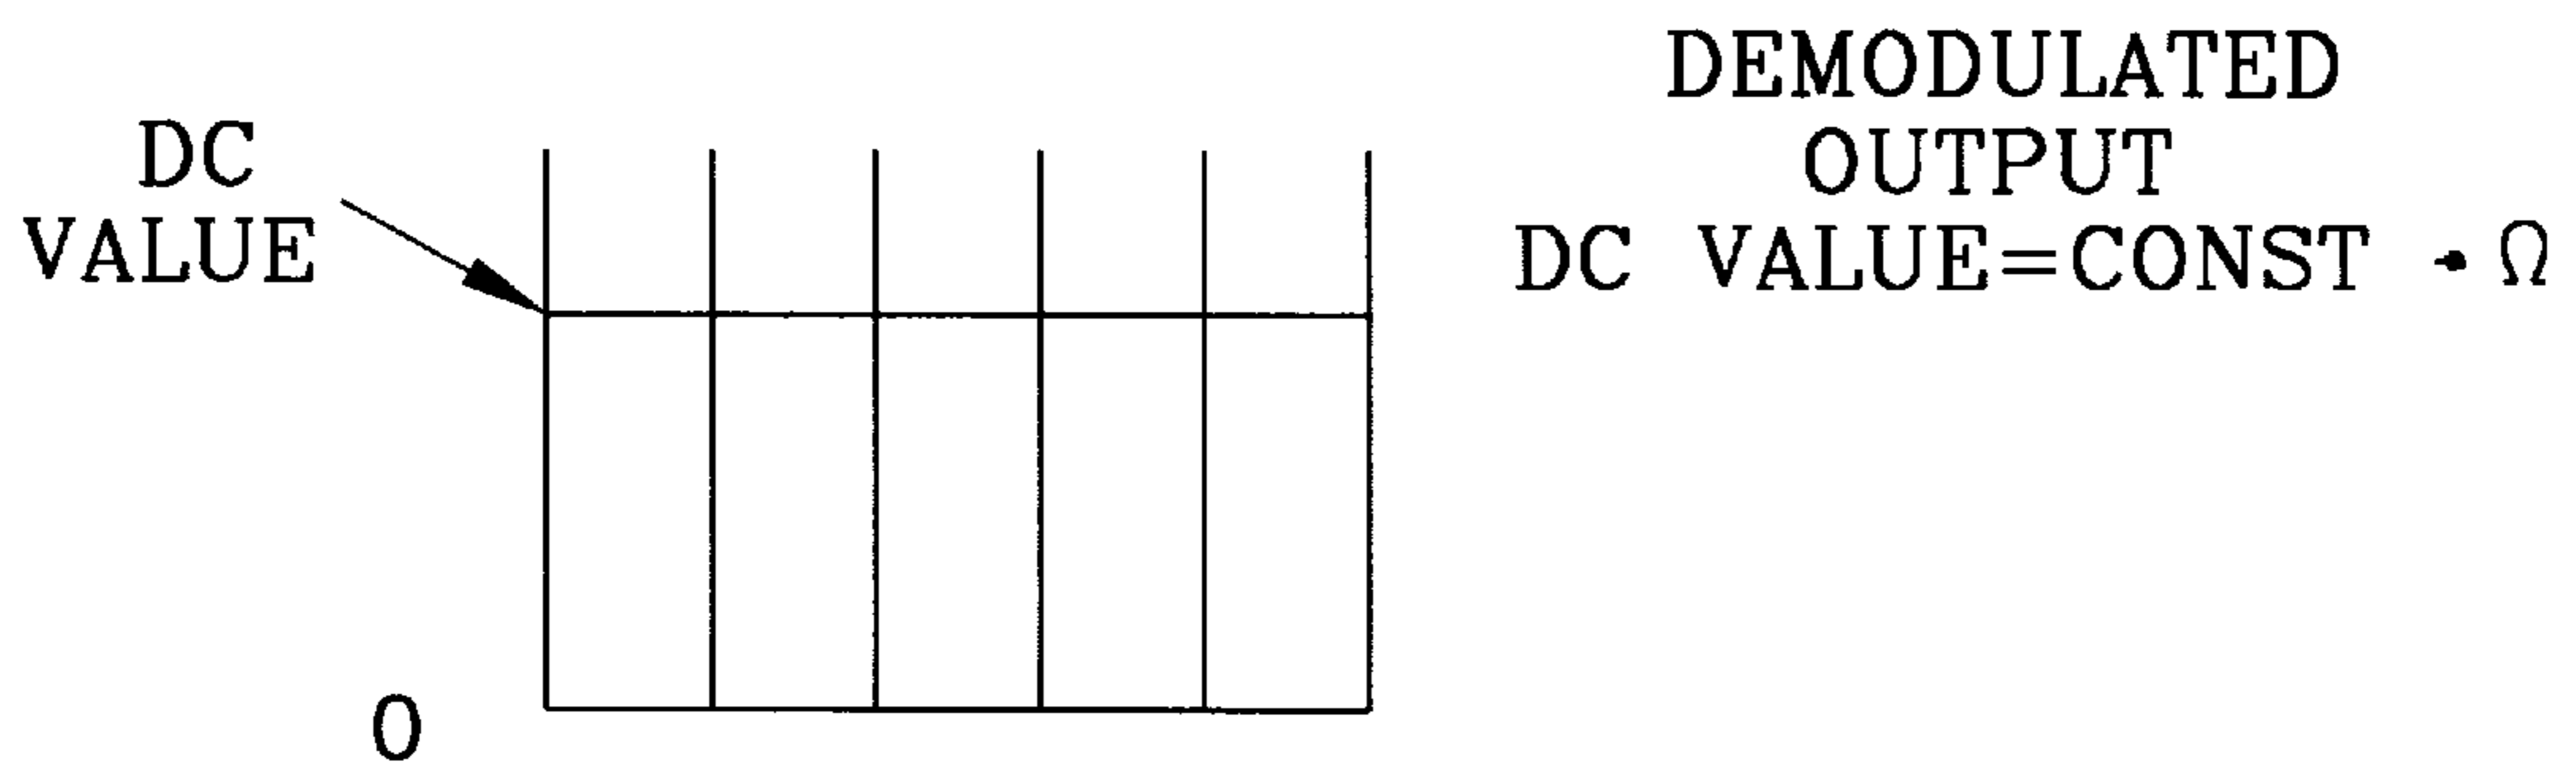 DC
VALUE
0
DEMODULATED
OUTPUT
DC VALUE=CONST · Ω